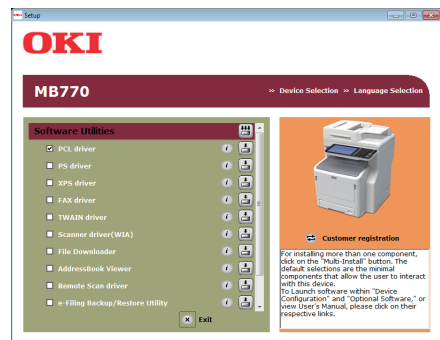 OKI Setup
OKI
MB770
» Device Selection » Language Selection
Software Utilities
PCL driver
PS driver
XPS driver
FAX driver
TWAIN driver
Scanner driver(WIA)
File Downloader
AddressBook Viewer
Remote Scan driver
e-Filing Backup/Restore Utility
Exit
Customer registration
For installing more than one component,
click on the "Multi-Install" button. The
default selections are the minimal
components that allow the user to interact
with this device.
To Launch software within "Device
Configuration" and "Optional Software," or
view User's Manual, please click on their
respective links.